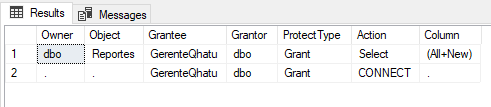 Results Messages
Owner Object Grantee Grantor ProtectType Action Column
1 dbo Reportes GerenteQhatu dbo Grant Select (All+New)
2 . . GerenteQhatu dbo Grant CONNECT .